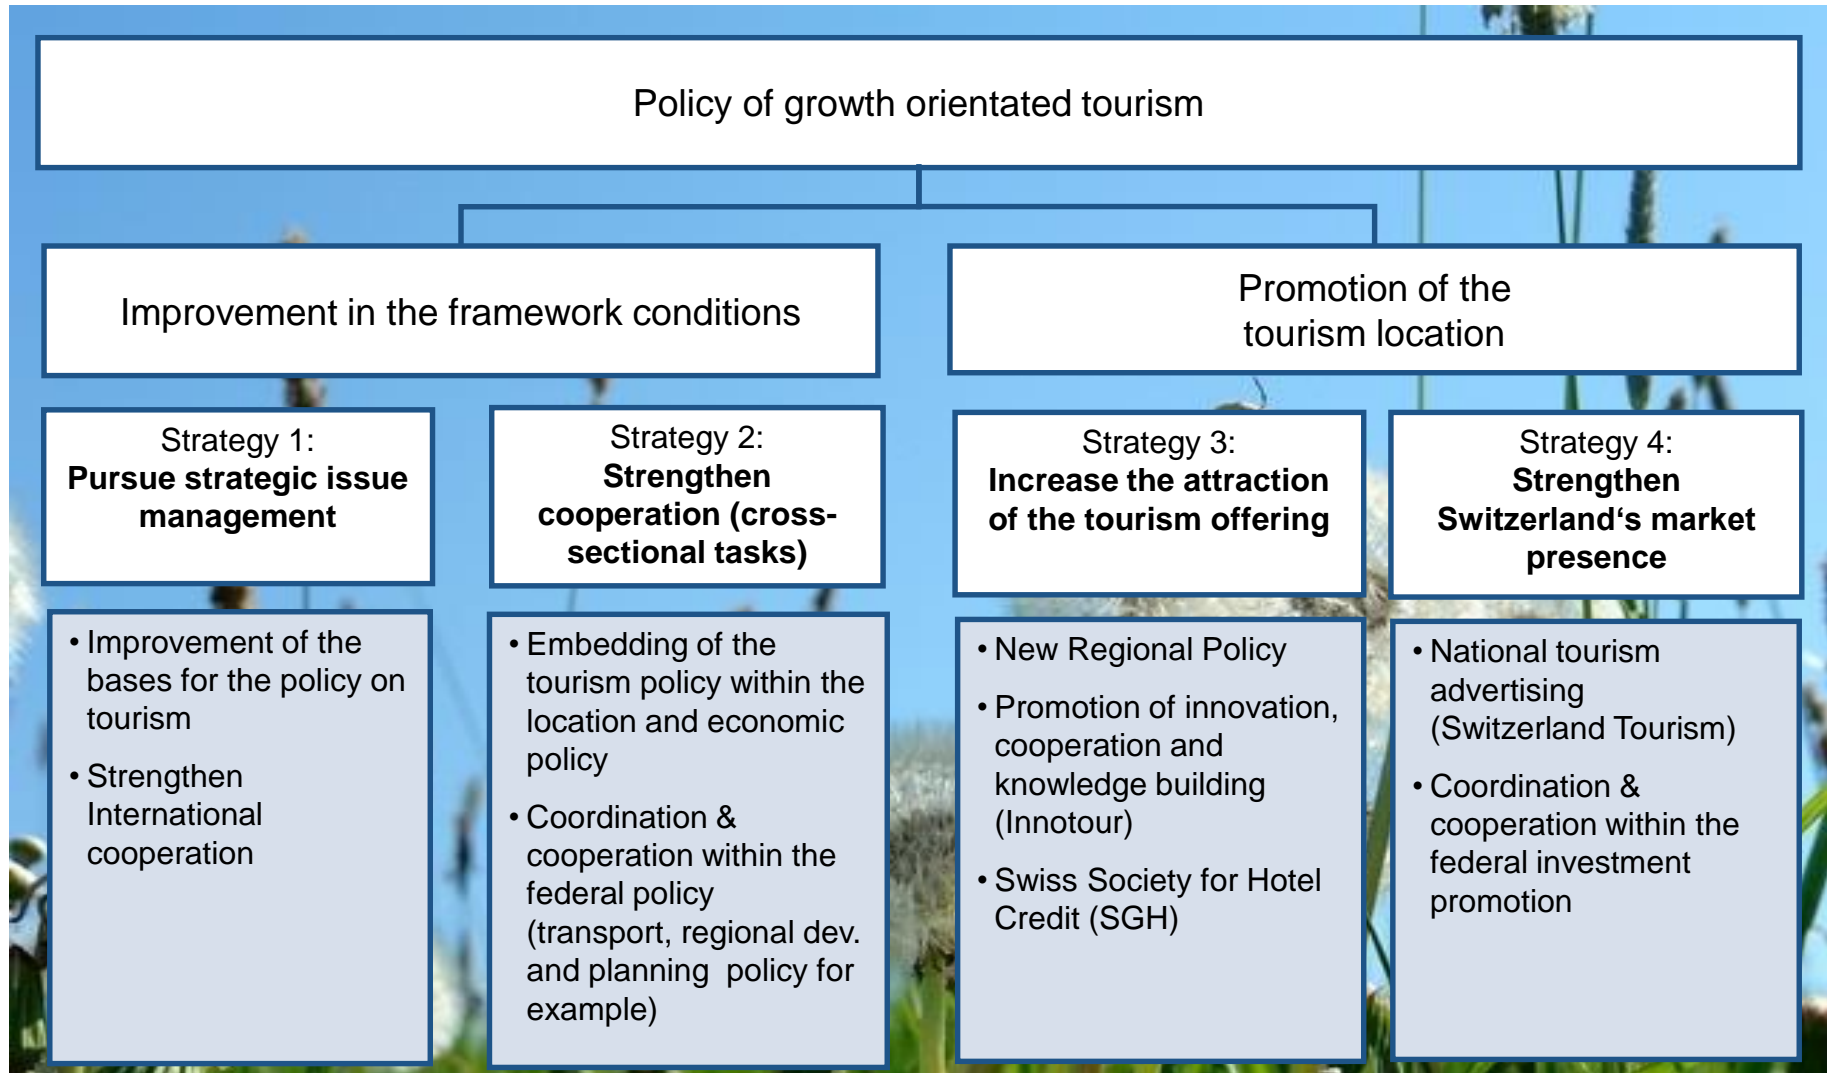 Policy of growth orientated tourism
Improvement in the framework conditions
Promotion of the
tourism location
Strategy 1:
Pursue strategic issue
management
Strategy 2:
Strengthen
cooperation (cross-
sectional tasks)
Strategy 3:
Increase the attraction
of the tourism offering
Strategy 4:
Strengthen
Switzerland‘s market
presence
• Improvement of the
bases for the policy on
tourism
• Strengthen
International
cooperation
• Embedding of the
tourism policy within the
location and economic
policy
• Coordination &
cooperation within the
federal policy
(transport, regional dev.
and planning  policy for
example)
• New Regional Policy
• Promotion of innovation,
cooperation and
knowledge building
(Innotour)
• Swiss Society for Hotel
Credit (SGH)
• National tourism
advertising
(Switzerland Tourism)
• Coordination &
cooperation within the
federal investment
promotion